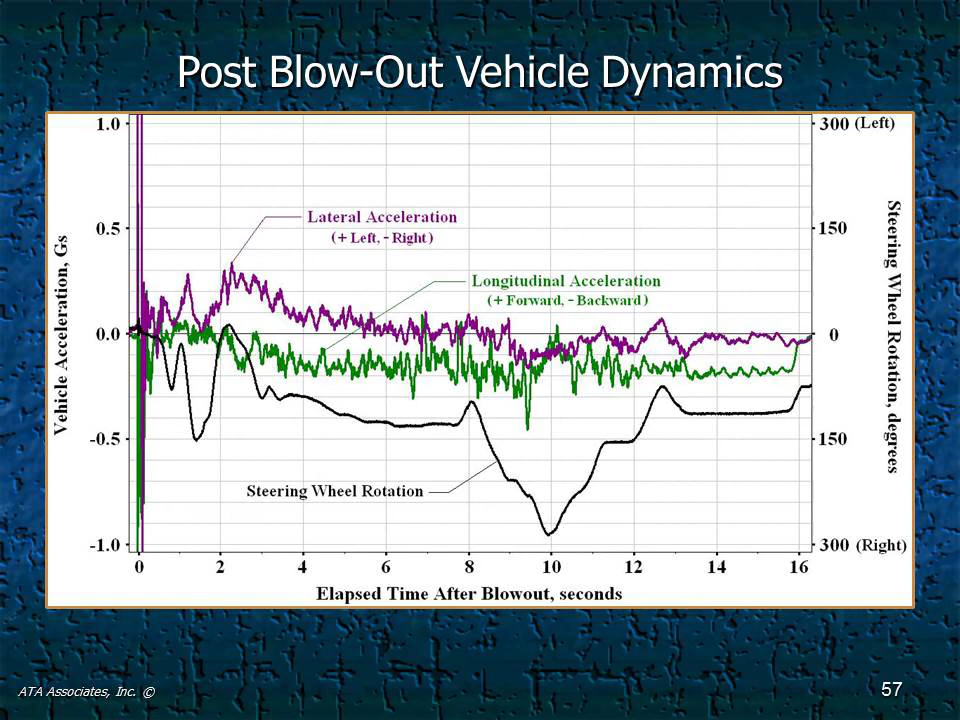 Post Blow-Out Vehicle Dynamics
1.0
0.5
0.0
-0.5
-1.0
Vehicle Acceleration, Gs
Lateral Acceleration
(+ Left, - Right)
Longitudinal Acceleration
(+ Forward, - Backward)
Steering Wheel Rotation
300 (Left)
150
0
150
300 (Right)
Steering Wheel Rotation, degrees
0 2 4 6 8 10 12 14 16
Elapsed Time After Blowout, seconds
ATA Associates, Inc. ©
57